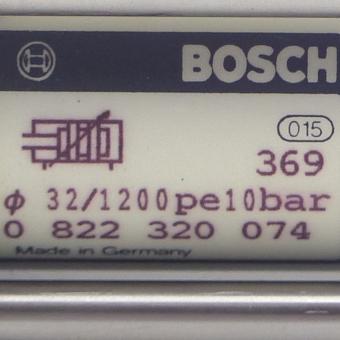 BOSCH
015
369
φ 32/1200pe10bar
0 822 320 074
Made in Germany